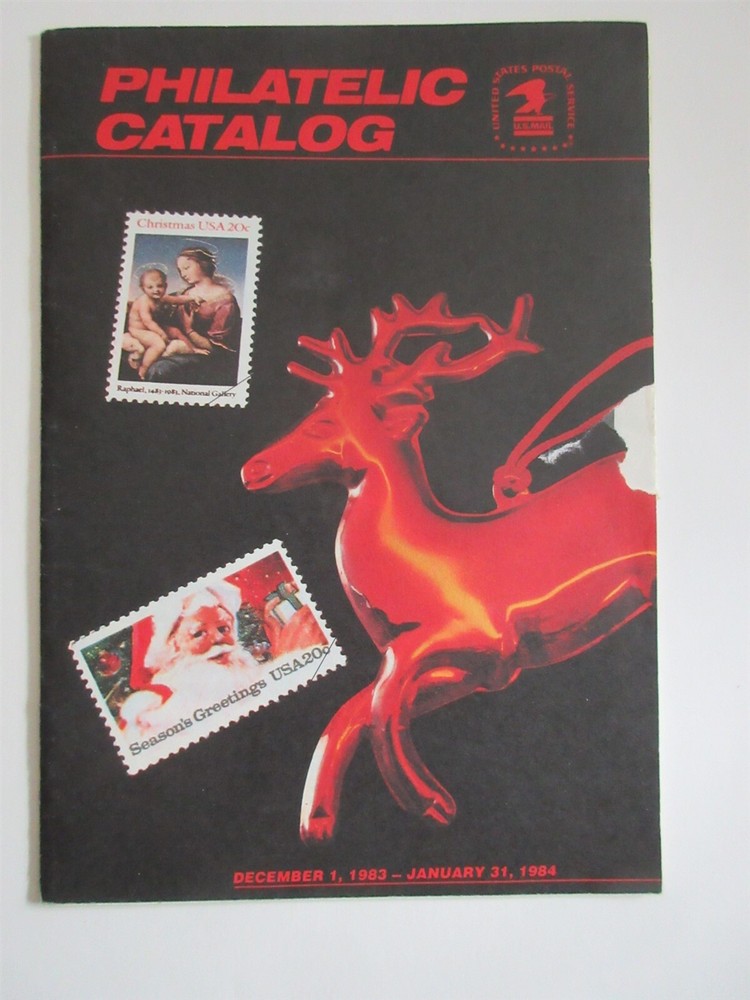 PHILATELIC
CATALOG
UNITED STATES POSTAL SERVICE
U.S. MAIL
Christmas USA 20c
Raphael, 1483-1983, National Gallery
Season's Greetings USA 20c
DECEMBER 1, 1983 – JANUARY 31, 1984